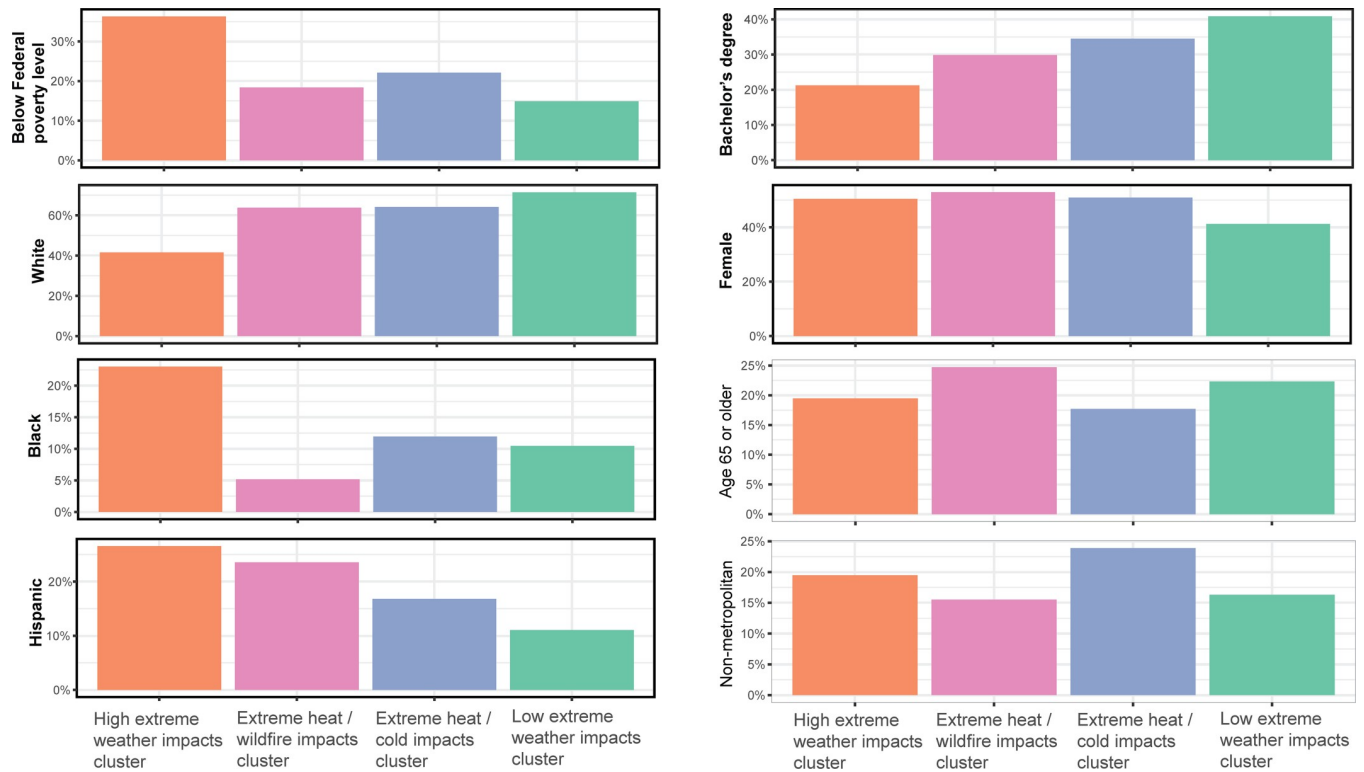 Below Federal
poverty level
30%
20%
10%
0%
White
60%
40%
20%
0%
Black
20%
15%
10%
5%
0%
Hispanic
20%
10%
0%
High extreme
weather impacts
cluster
Extreme heat /
wildfire impacts
cluster
Extreme heat /
cold impacts
cluster
Low extreme
weather impacts
cluster
Bachelor's degree
40%
30%
20%
10%
0%
Female
40%
20%
0%
Age 65 or older
25%
20%
15%
10%
5%
0%
Non-metropolitan
25%
20%
15%
10%
5%
0%
High extreme
weather impacts
cluster
Extreme heat /
wildfire impacts
cluster
Extreme heat /
cold impacts
cluster
Low extreme
weather impacts
cluster